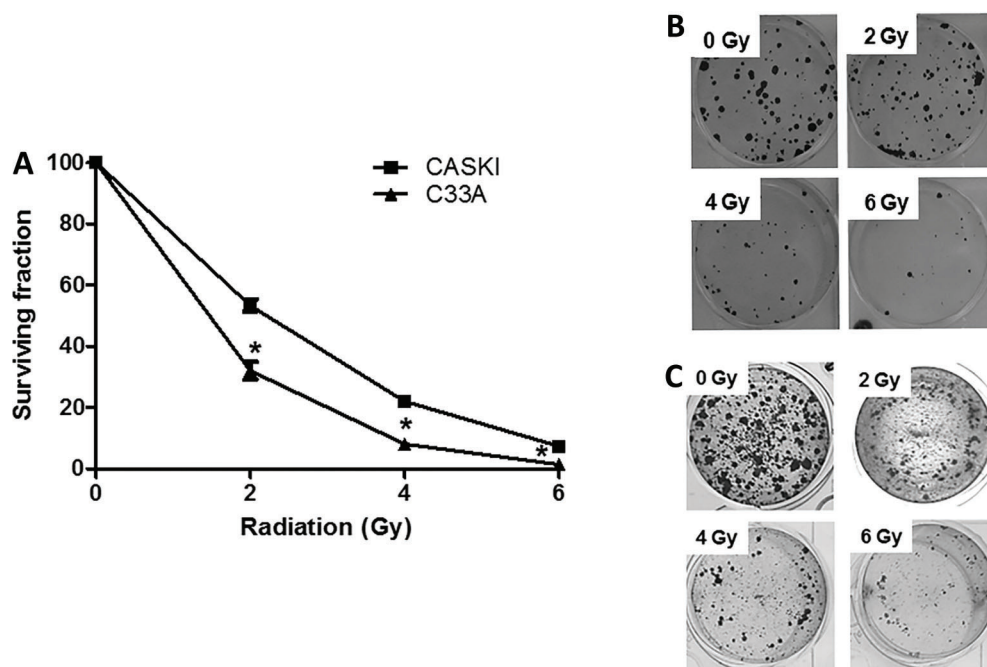 A
Surviving fraction
100
80
60
40
20
0
0
2
4
6
Radiation (Gy)
CASKI
C33A
*
*
*
B
0 Gy
2 Gy
4 Gy
6 Gy
C
0 Gy
2 Gy
4 Gy
6 Gy